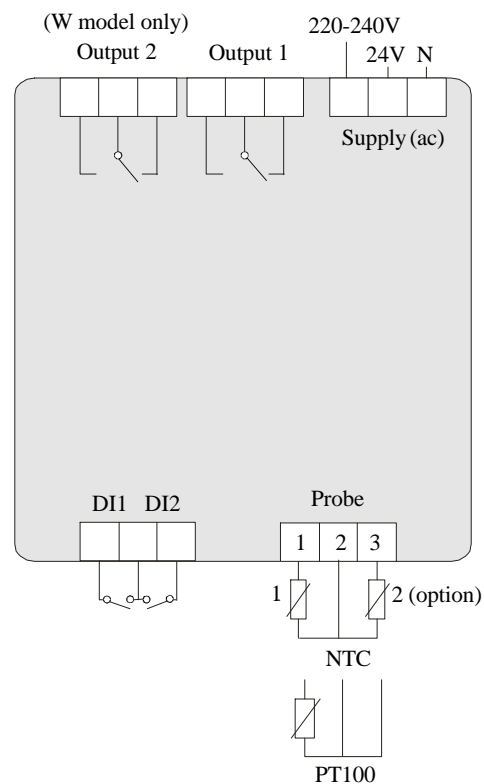 (W model only)
Output 2
Output 1
220-240V
24V N
Supply (ac)
DI1 DI2
Probe
1 2 3
1
2 (option)
NTC
PT100